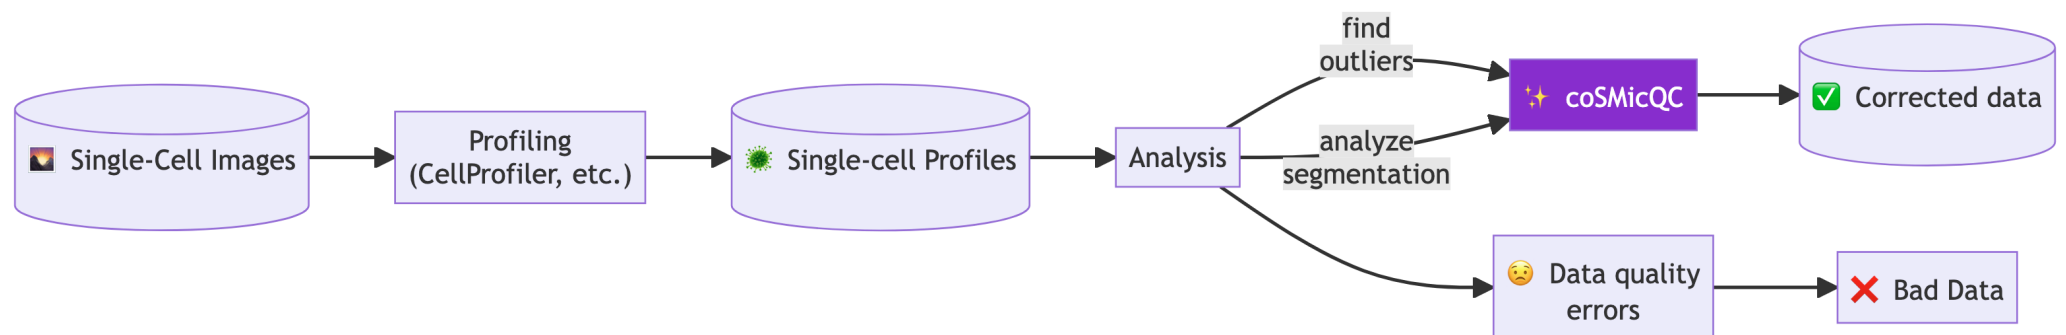 Single-Cell Images
Profiling
(CellProfiler, etc.)
Single-cell Profiles
Analysis
find
outliers
analyze
segmentation
coSMicQC
Corrected data
Data quality
errors
Bad Data